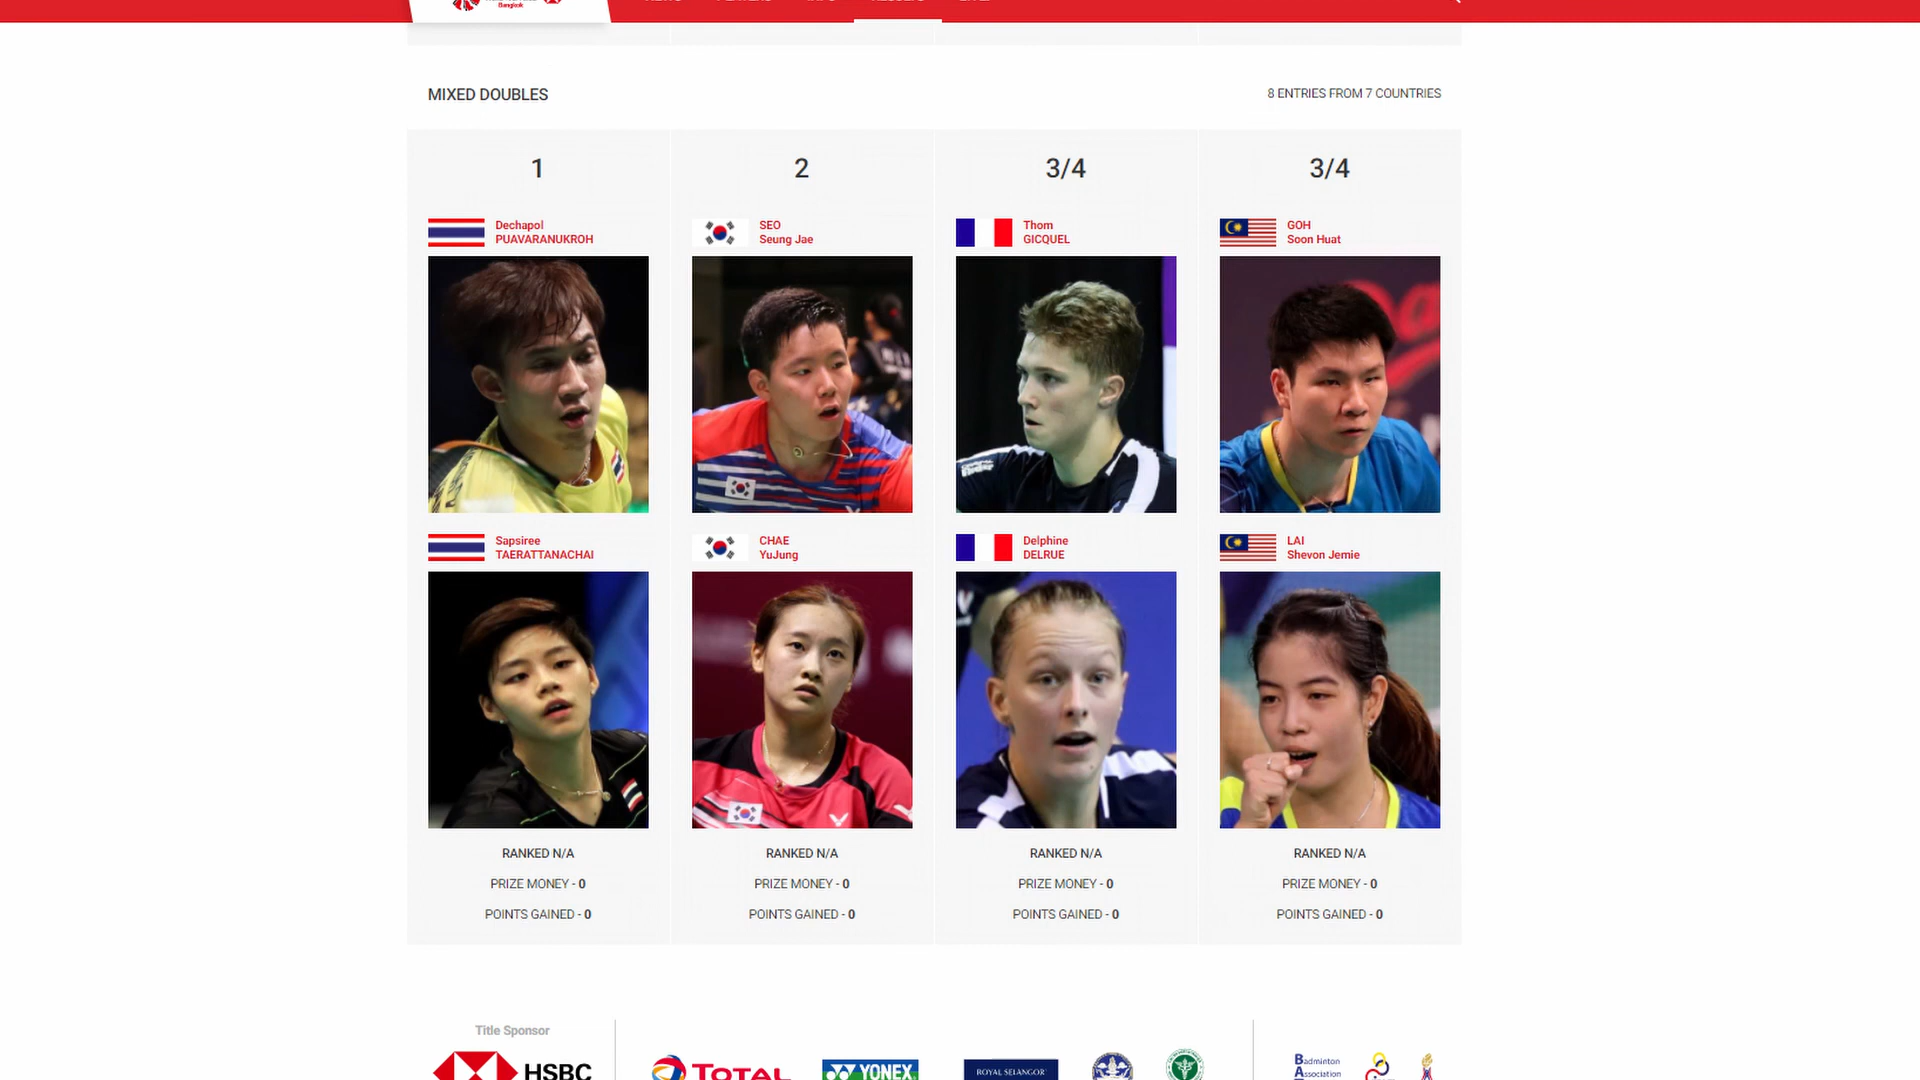 Bangkok
MIXED DOUBLES
8 ENTRIES FROM 7 COUNTRIES
1
2
3/4
3/4
Dechapol
PUAVARANUKROH
SEO
Seung Jae
Thom
GICQUEL
GOH
Soon Huat
Sapsiree
TAERATTANACHAI
CHAE
YuJung
Delphine
DELRUE
LAI
Shevon Jemie
RANKED N/A
RANKED N/A
RANKED N/A
RANKED N/A
PRIZE MONEY - 0
PRIZE MONEY - 0
PRIZE MONEY - 0
PRIZE MONEY - 0
POINTS GAINED - 0
POINTS GAINED - 0
POINTS GAINED - 0
POINTS GAINED - 0
Title Sponsor
HSBC
TOTAL
YONEX
ROYAL SELANGOR
Badminton
Association